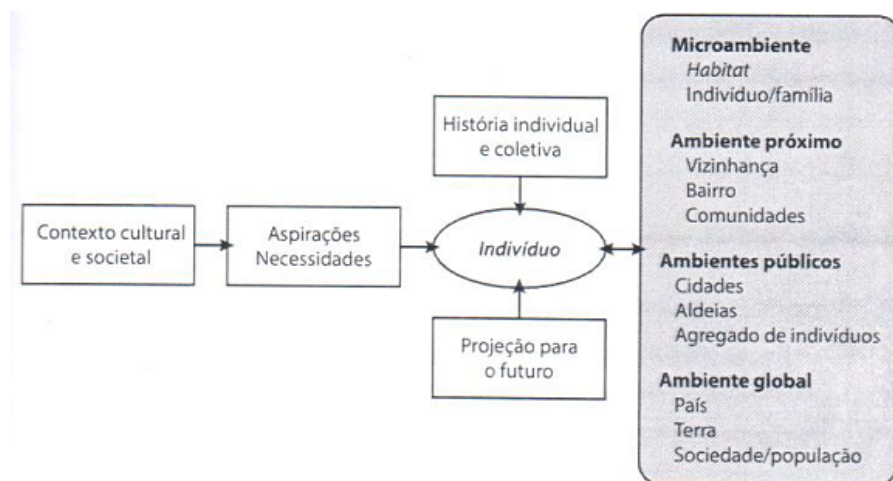 Contexto cultural
e societal
Aspirações
Necessidades
História individual
e coletiva
Indivíduo
Projeção para
o futuro
Microambiente
Habitat
Indivíduo/família
Ambiente próximo
Vizinhança
Bairro
Comunidades
Ambientes públicos
Cidades
Aldeias
Agregado de indivíduos
Ambiente global
País
Terra
Sociedade/população